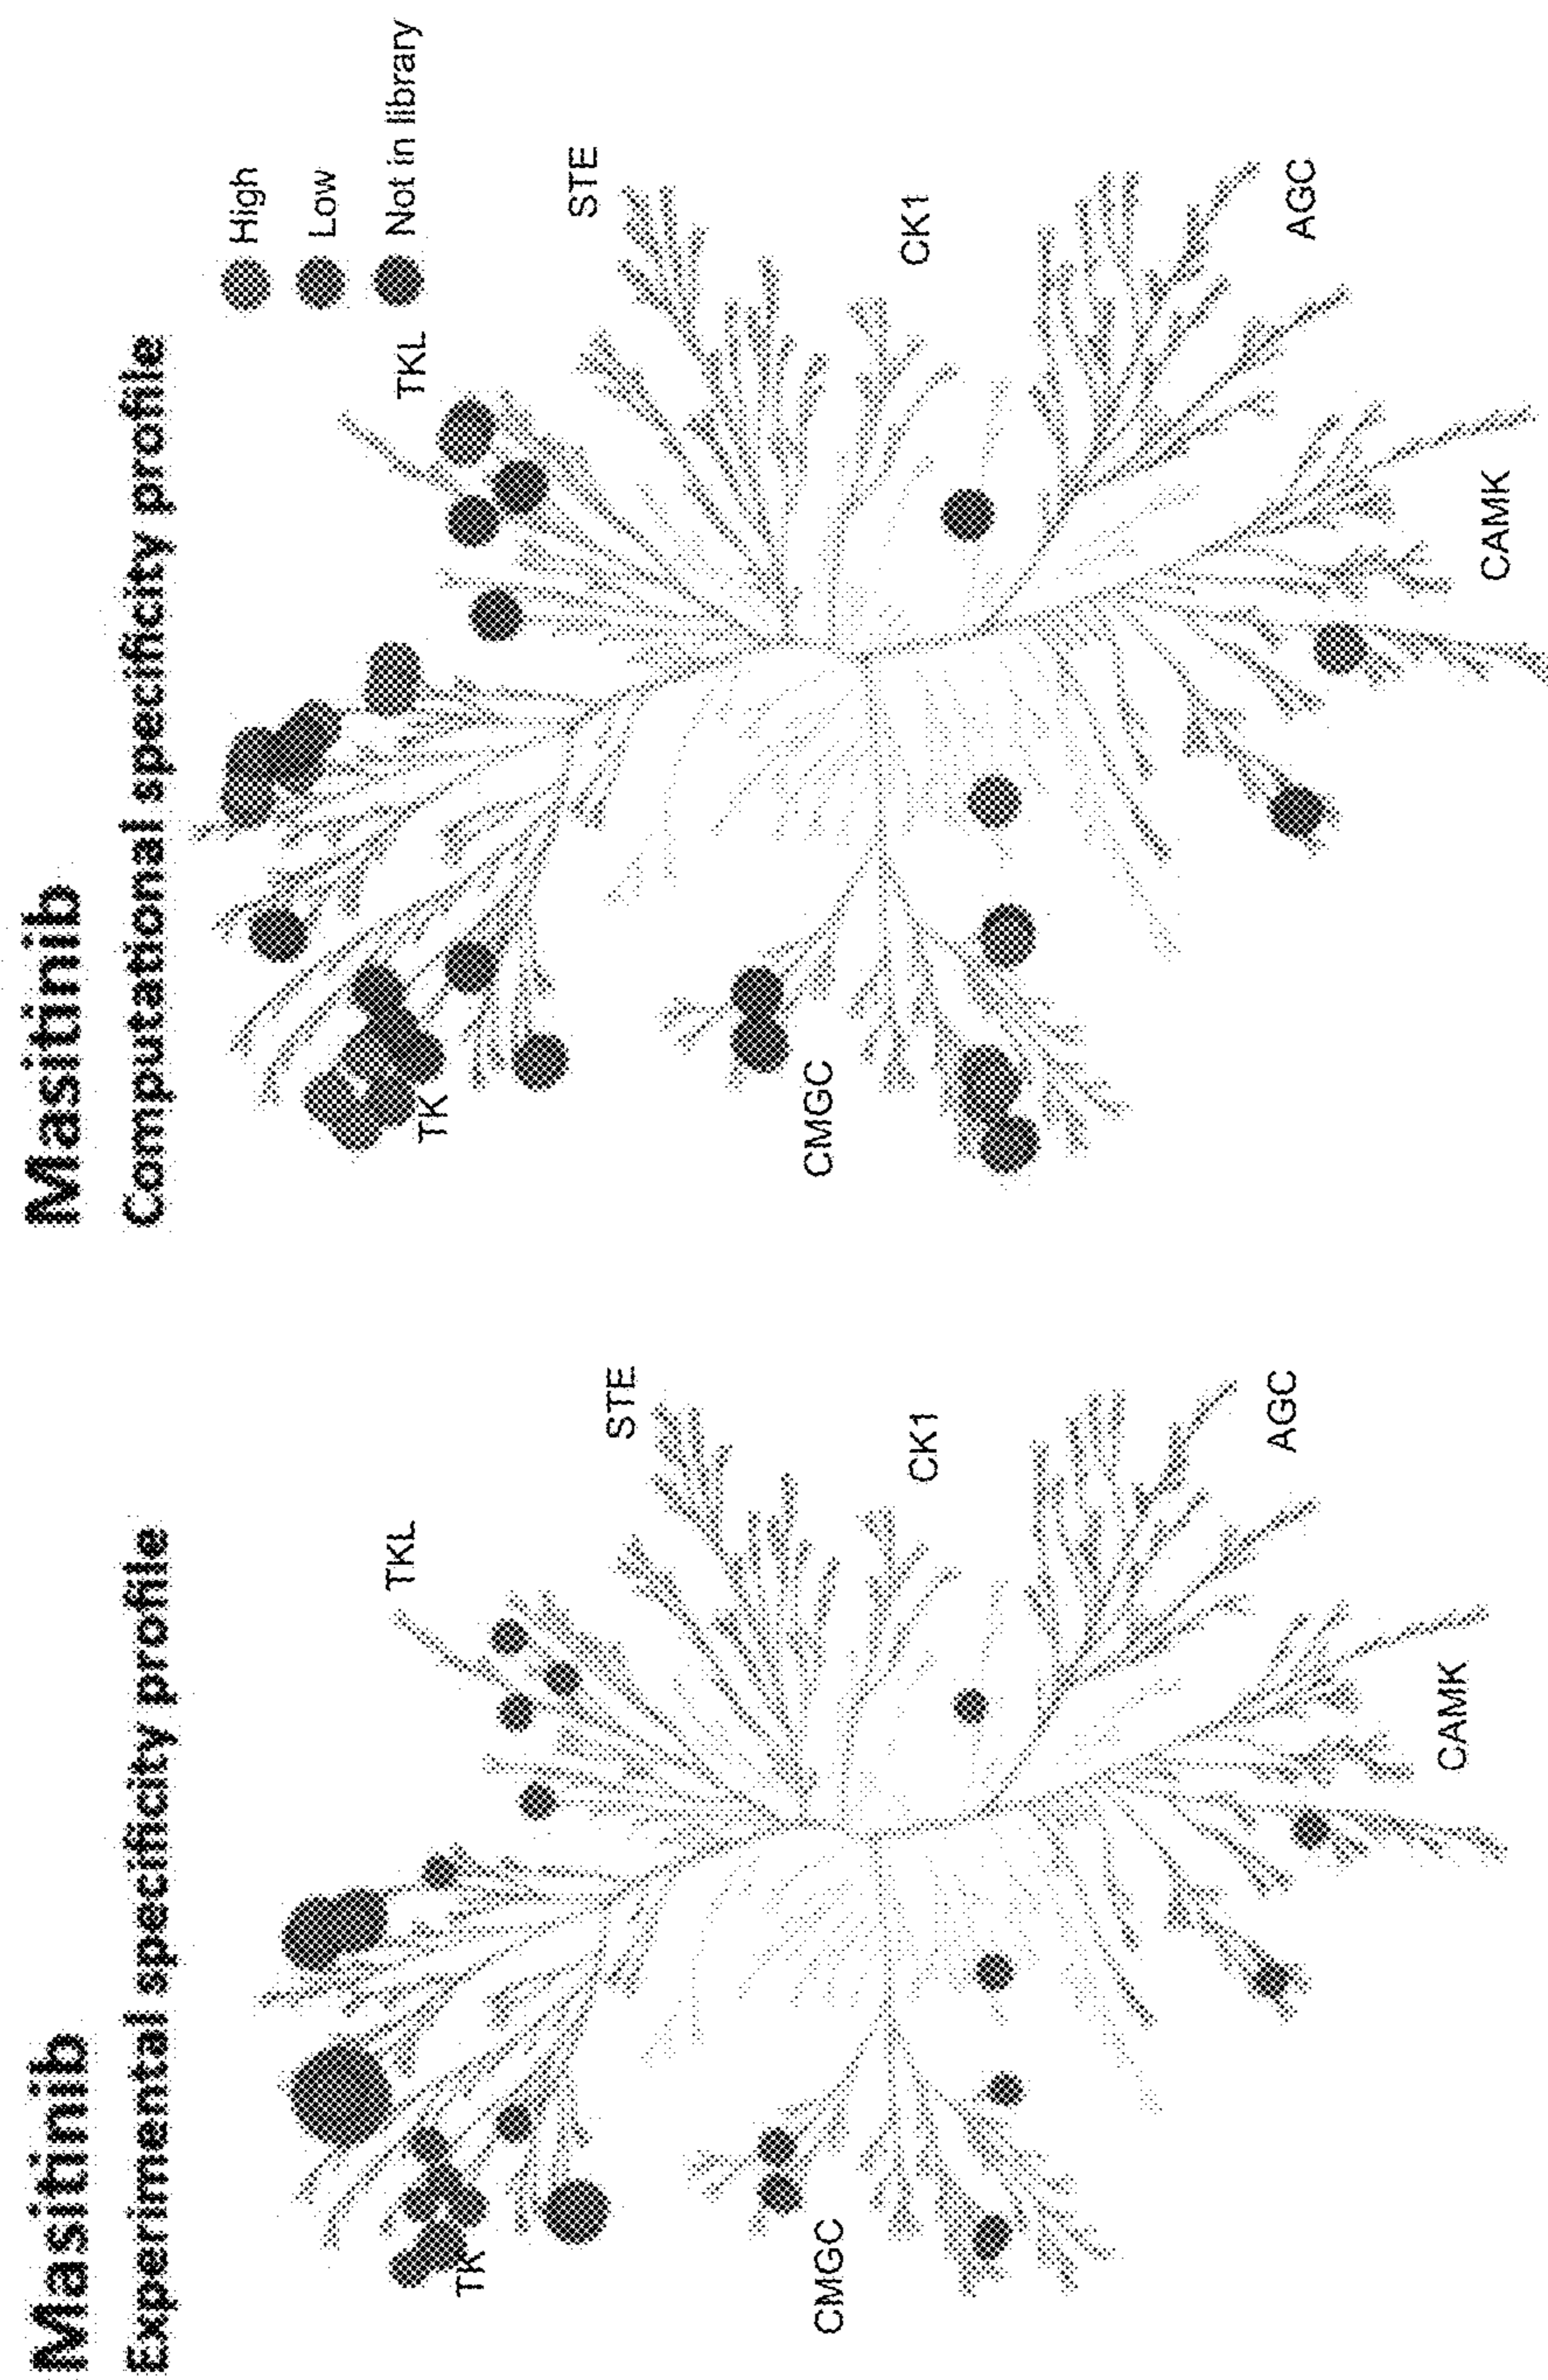 Masitinib
Experimental specificity profile
TKL
STE
TK
CK1
CMGC
AGC
CAMK
Masitinib
Computational specificity profile
High
Low
Not in library
TKL
STE
TK
CK1
CMGC
AGC
CAMK